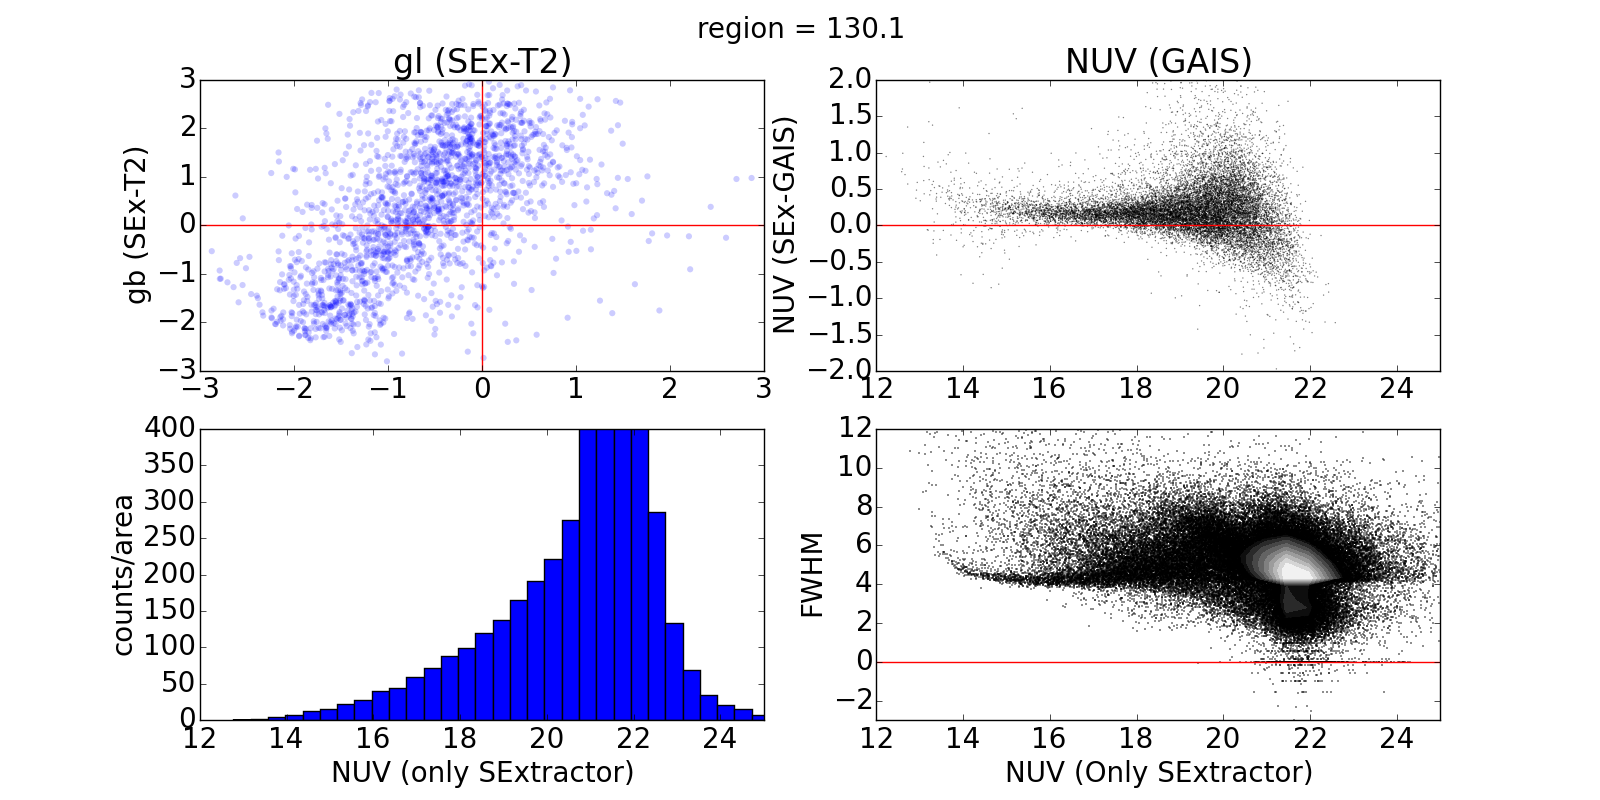 region = 130.1
gl (SEx-T2)
NUV (GAIS)
gb (SEx-T2)
3
2
1
0
−1
−2
−3
−3 −2 −1 0 1 2 3
NUV (SEx-GAIS)
2.0
1.5
1.0
0.5
0.0
−0.5
−1.0
−1.5
−2.0
12 14 16 18 20 22 24
counts/area
400
350
300
250
200
150
100
50
0
12 14 16 18 20 22 24
NUV (only SExtractor)
FWHM
12
10
8
6
4
2
0
−2
12 14 16 18 20 22 24
NUV (Only SExtractor)